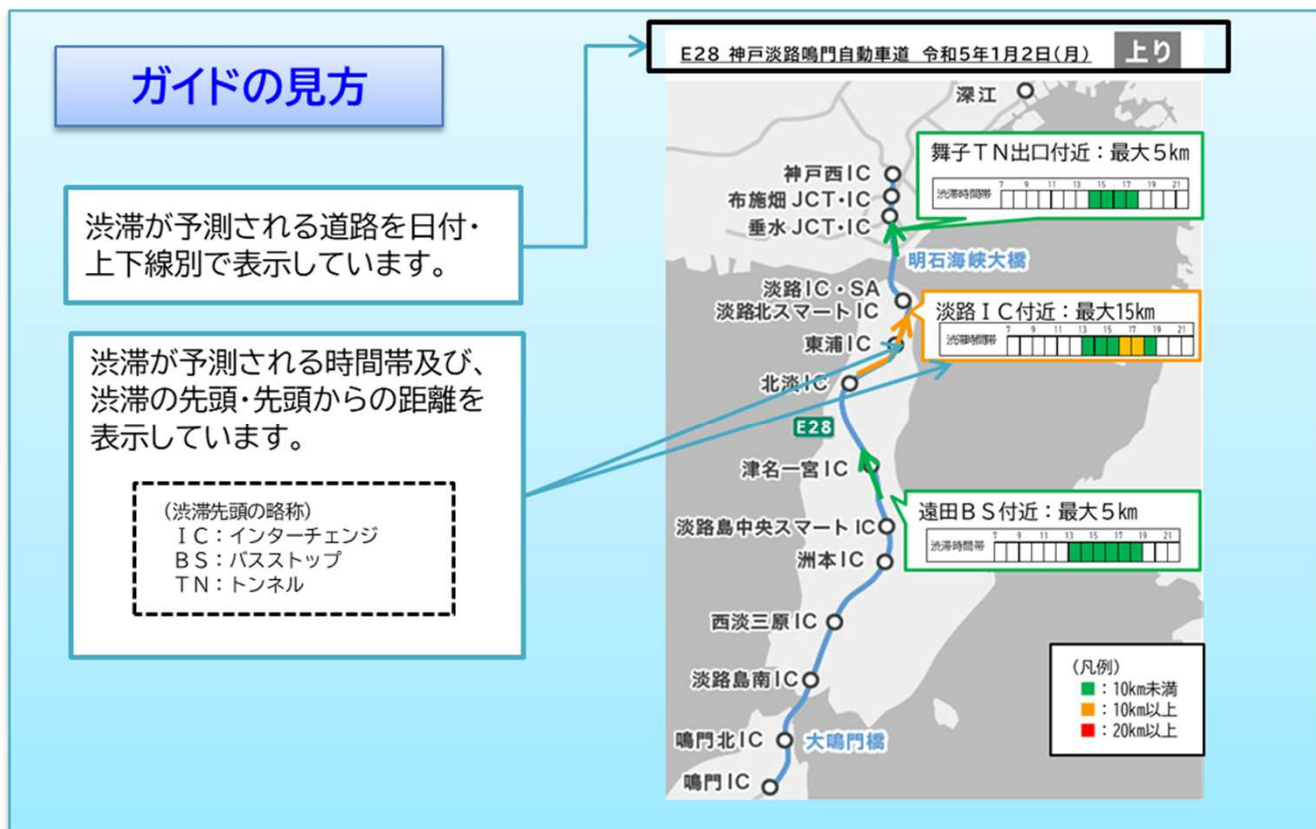 ガイドの見方
渋滞が予測される道路を日付・
上下線別で表示しています。
渋滞が予測される時間帯及び、
渋滞の先頭・先頭からの距離を
表示しています。
(渋滞先頭の略称)
ＩＣ：インターチェンジ
ＢＳ：バスストップ
ＴＮ：トンネル
E28 神戸淡路鳴門自動車道 令和5年1月2日(月) 上り
深江
舞子ＴＮ出口付近：最大５㎞
7 9 11 13 15 17 19 21
渋滞時間帯
神戸西IC
布施畑JCT・IC
垂水JCT・IC
明石海峡大橋
淡路IC・SA
淡路北スマートIC
淡路ＩＣ付近：最大15㎞
7 9 11 13 15 17 19 21
渋滞時間帯
東浦IC
北淡IC
E28
津名一宮IC
遠田ＢＳ付近：最大５㎞
7 9 11 13 15 17 19 21
渋滞時間帯
淡路島中央スマートIC
洲本IC
西淡三原IC
淡路島南IC
鳴門北IC
大鳴門橋
鳴門IC
(凡例)
：10㎞未満
：10㎞以上
：20㎞以上